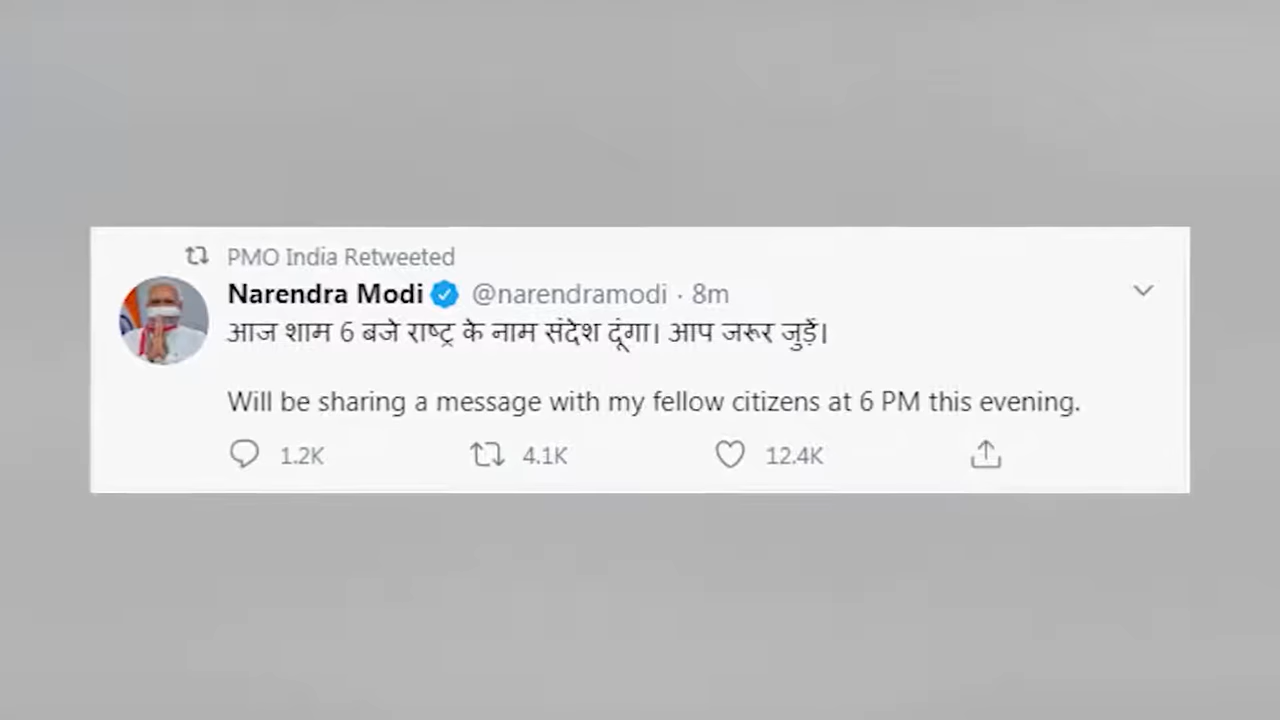 PMO India Retweeted
Narendra Modi @narendramodi · 8m
आज शाम 6 बजे राष्ट्र के नाम संदेश दूंगा। आप जरूर जुड़ें।
Will be sharing a message with my fellow citizens at 6 PM this evening.
1.2K 4.1K 12.4K